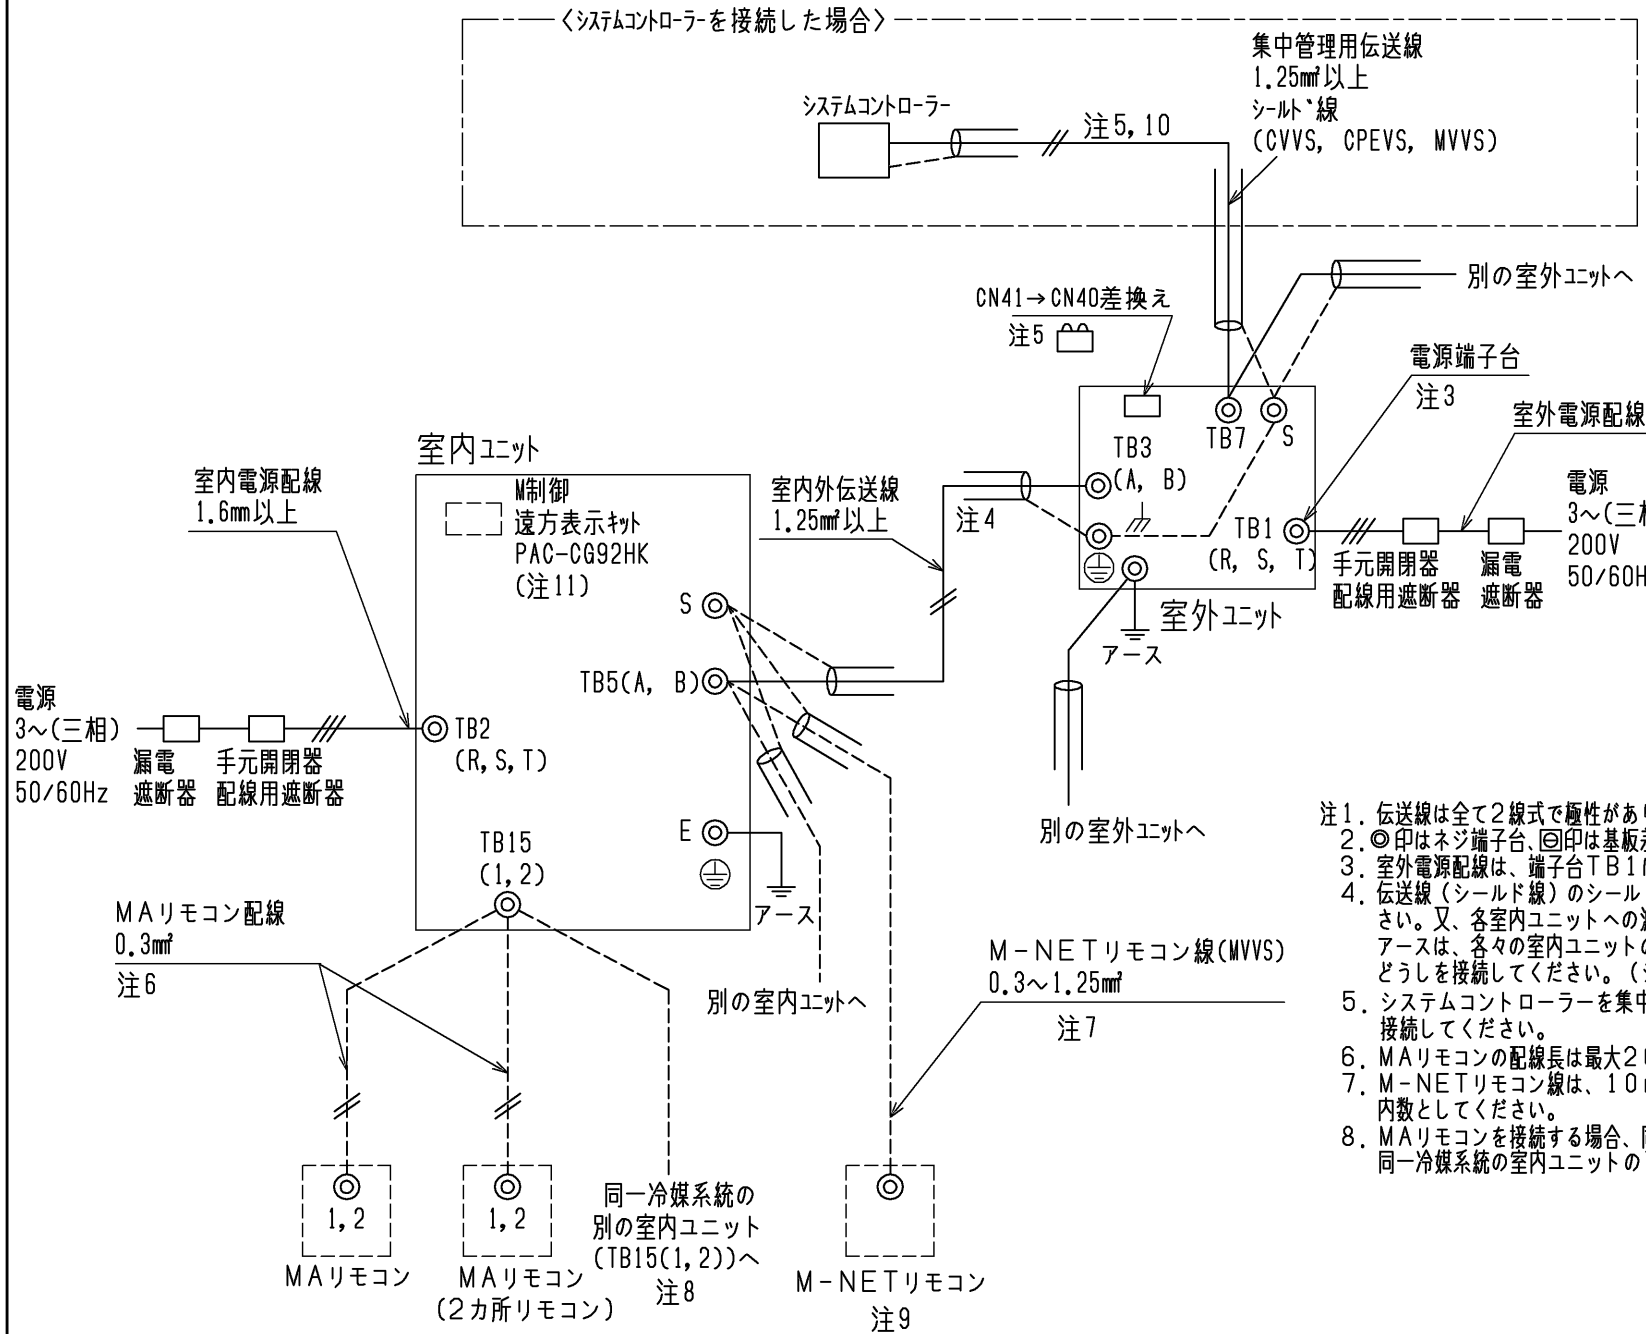 〈システムコントローラーを接続した場合〉
集中管理用伝送線
1.25mm²以上
シールド線
(CVVS, CPEVS, MVVS)
システムコントローラー
注5,10
別の室外ユニットへ
CN41→CN40差換え
注5
電源端子台
注3
室外電源配線
TB7
S
TB3
(A, B)
TB1
(R, S, T)
電源
3～(三相
200V
50/60H
手元開閉器
配線用遮断器
漏電
遮断器
室外ユニット
アース
別の室外ユニットへ
室内ユニット
M制御
遠方表示キット
PAC-CG92HK
(注11)
室内電源配線
1.6mm以上
室内外伝送線
1.25mm²以上
注4
S
TB5(A, B)
電源
3～(三相)
200V
50/60Hz
漏電
遮断器
手元開閉器
配線用遮断器
TB2
(R,S,T)
E
アース
TB15
(1,2)
MAリモコン配線
0.3mm²
注6
別の室内ユニットへ
M-NETリモコン線(MVVS)
0.3～1.25mm²
注7
1,2
MAリモコン
1,2
MAリモコン
(2カ所リモコン)
同一冷媒系統の
別の室内ユニット
(TB15(1,2))へ
注8
M-NETリモコン
注9
注1. 伝送線は全て2線式で極性があ
2. ◎印はネジ端子台、回印は基板
3. 室外電源配線は、端子台TB1
4. 伝送線(シールド線)のシール
さい。又、各室内ユニットへの
アースは、各々の室内ユニットの
どうしを接続してください。(
5. システムコントローラーを集中
接続してください。
6. MAリモコンの配線長は最大2
7. M-NETリモコン線は、10
内数としてください。
8. MAリモコンを接続する場合、
同一冷媒系統の室内ユニットの